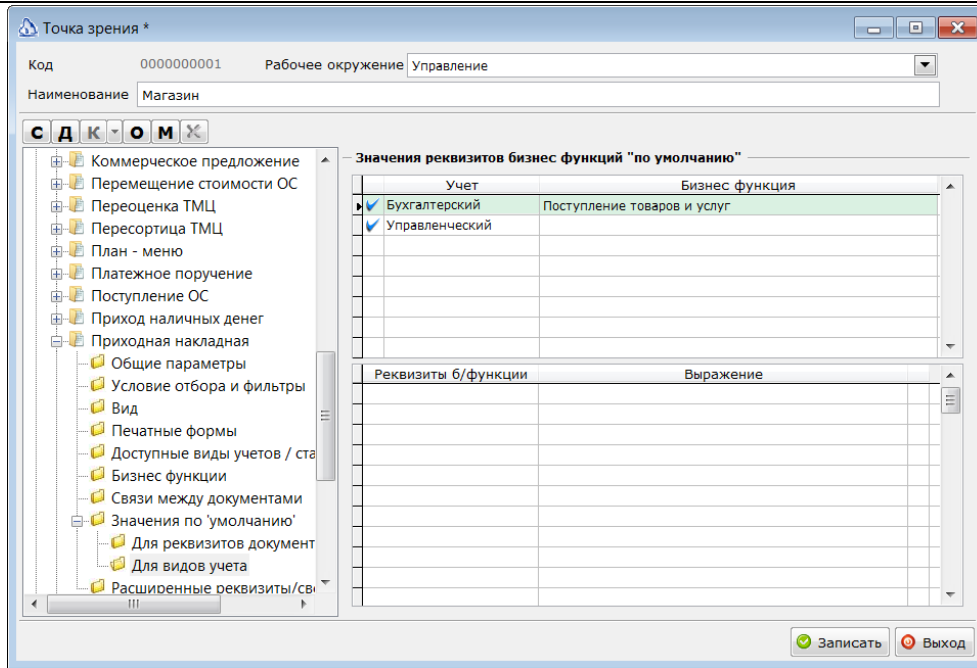 Точка зрения *
Код 0000000001 Рабочее окружение Управление
Наименование Магазин
С Д К О М
Коммерческое предложение
Перемещение стоимости ОС
Переоценка ТМЦ
Пересортица ТМЦ
План - меню
Платежное поручение
Поступление ОС
Приход наличных денег
Приходная накладная
Общие параметры
Условие отбора и фильтры
Вид
Печатные формы
Доступные виды учетов / ста
Бизнес функции
Связи между документами
Значения по 'умолчанию'
Для реквизитов документ
Для видов учета
Расширенные реквизиты/сво
Значения реквизитов бизнес функций "по умолчанию"
Учет Бизнес функция
Бухгалтерский Поступление товаров и услуг
Управленческий
Реквизиты б/функции Выражение
Записать Выход